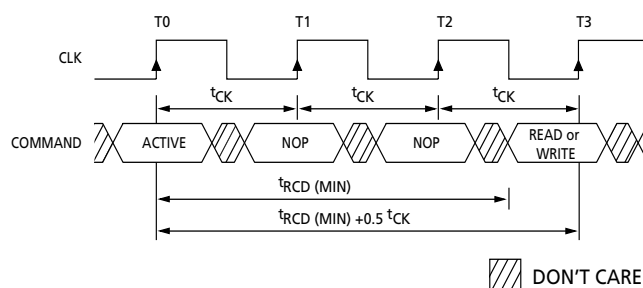 T0 T1 T2 T3
CLK
tCK tCK tCK
COMMAND ACTIVE NOP NOP READ or
WRITE
tRCD (MIN)
tRCD (MIN) +0.5 tCK
DON'T CARE